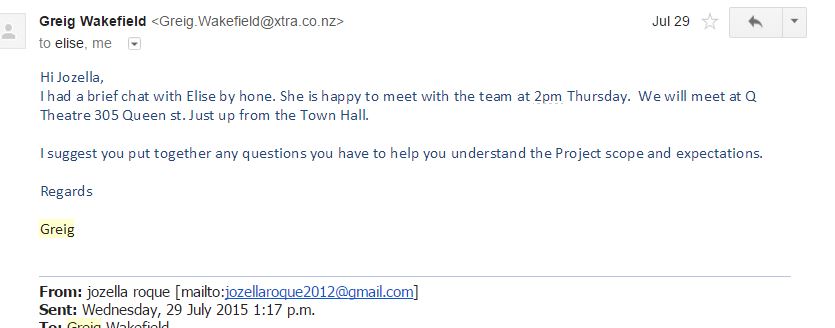 Greig Wakefield <Greig.Wakefield@xtra.co.nz>
Jul 29
to elise, me
Hi Jozella,
I had a brief chat with Elise by hone. She is happy to meet with the team at 2pm Thursday.  We will meet at Q
Theatre 305 Queen st. Just up from the Town Hall.
I suggest you put together any questions you have to help you understand the Project scope and expectations.
Regards
Greig
From: jozella roque [mailto:jozellaroque2012@gmail.com]
Sent: Wednesday, 29 July 2015 1:17 p.m.
To: Greig Wakefield